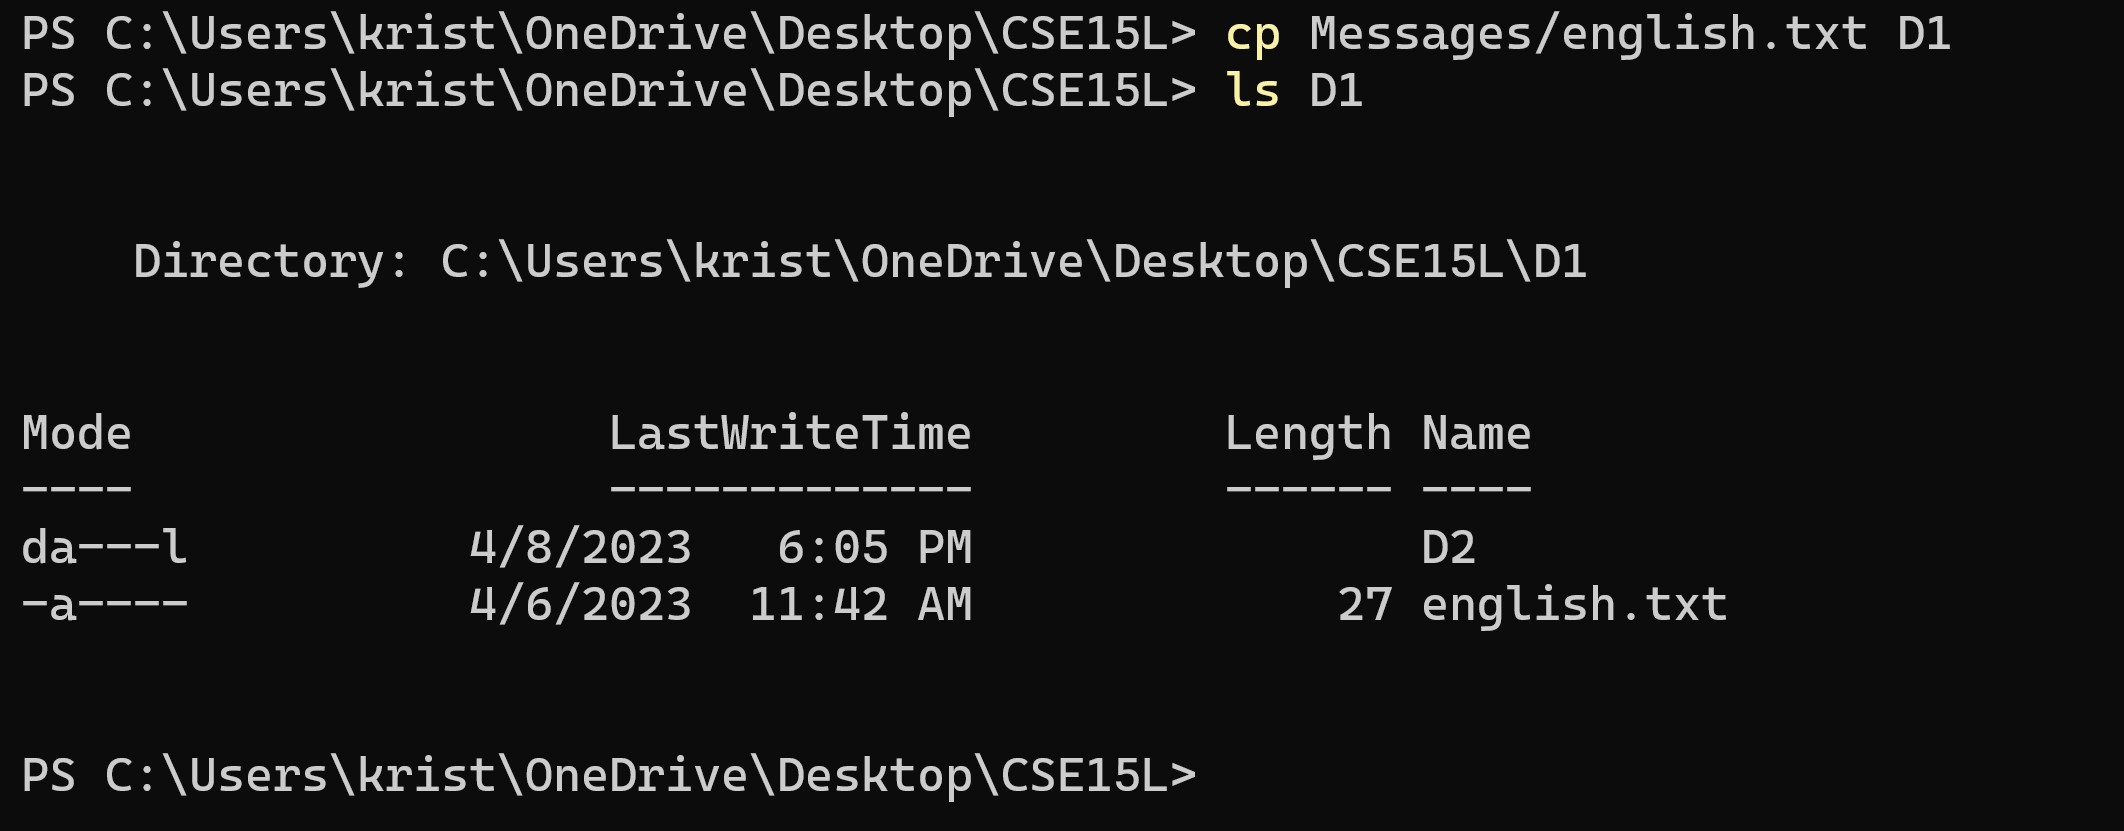 PS C:\Users\krist\OneDrive\Desktop\CSE15L> cp Messages/english.txt D1
PS C:\Users\krist\OneDrive\Desktop\CSE15L> ls D1
    Directory: C:\Users\krist\OneDrive\Desktop\CSE15L\D1
Mode                 LastWriteTime         Length Name
----                 -------------         ------ ----
da---l          4/8/2023   6:05 PM                D2
-a----          4/6/2023  11:42 AM             27 english.txt
PS C:\Users\krist\OneDrive\Desktop\CSE15L>